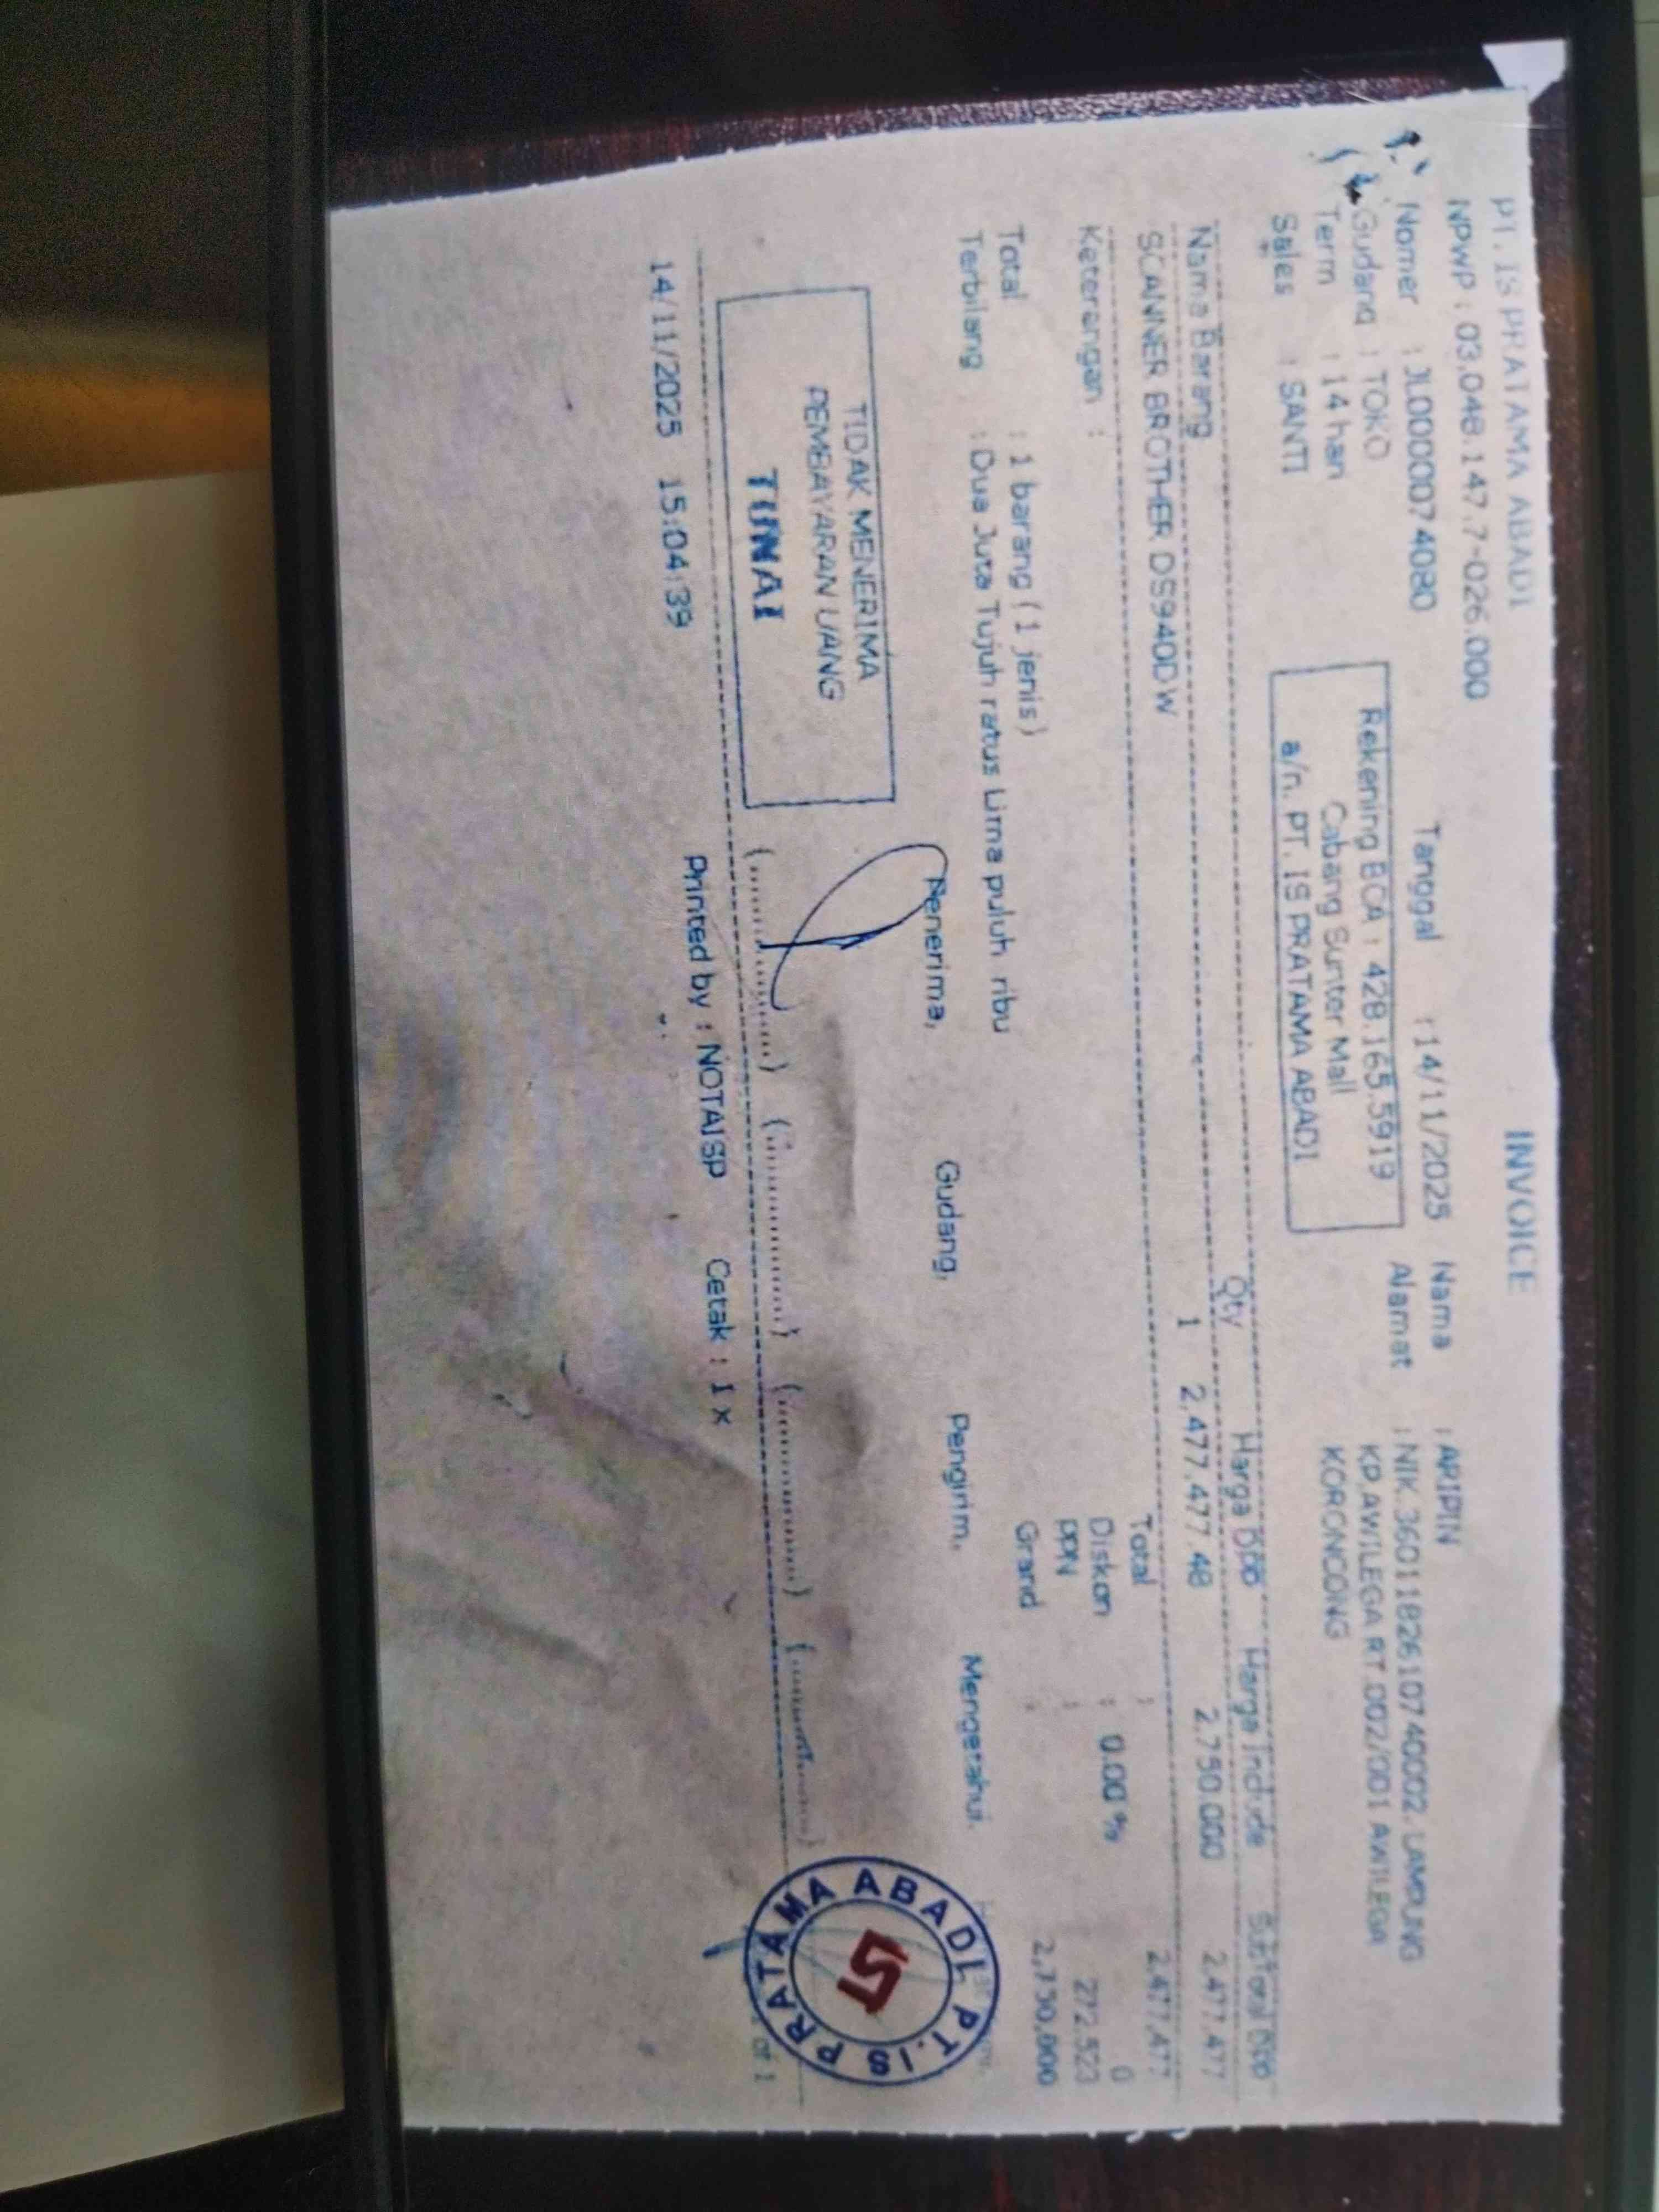 PT. IS PRATAMA ABADI
INVOICE
NPWP : 03.048.147.7-026.000
Nomer : JL0000074080
Tanggal : 14/11/2025
Nama : ARIPIN
Gudang : TOKO
Rekening BCA : 428.165.5919
Alamat : NIK.3601182610740002, LAMPUNG
Term : 14 hari
Cabang Sunter Mall
KP.AWILEGA RT.002/001 AWILEGA
Sales : SANTI
a/n. PT. IS PRATAMA ABADI
KORONCONG
Nama Barang Qty Harga Dpp Harga Include SubTotal Dpp
SCANNER BROTHER DS940DW 1 2.477.477.48 2.750.000 2.477.477
Keterangan :
Total : 2.477.477
Diskon : 0.00 % 0
PPN : 272.523
Total : 1 barang (1 jenis)
Grand : 2,750,000
Terbilang : Dua Juta Tujuh ratus Lima puluh ribu
Penerima, Gudang, Pengirim, Mengetahui,
TIDAK MENERIMA
PEMBAYARAN UANG
TUNAI
PT. IS PRATAMA ABADI
(..........) (..........) (..........) (..........)
14/11/2025 15:04:39 Printed by : NOTAISP Cetak : 1 x of 1